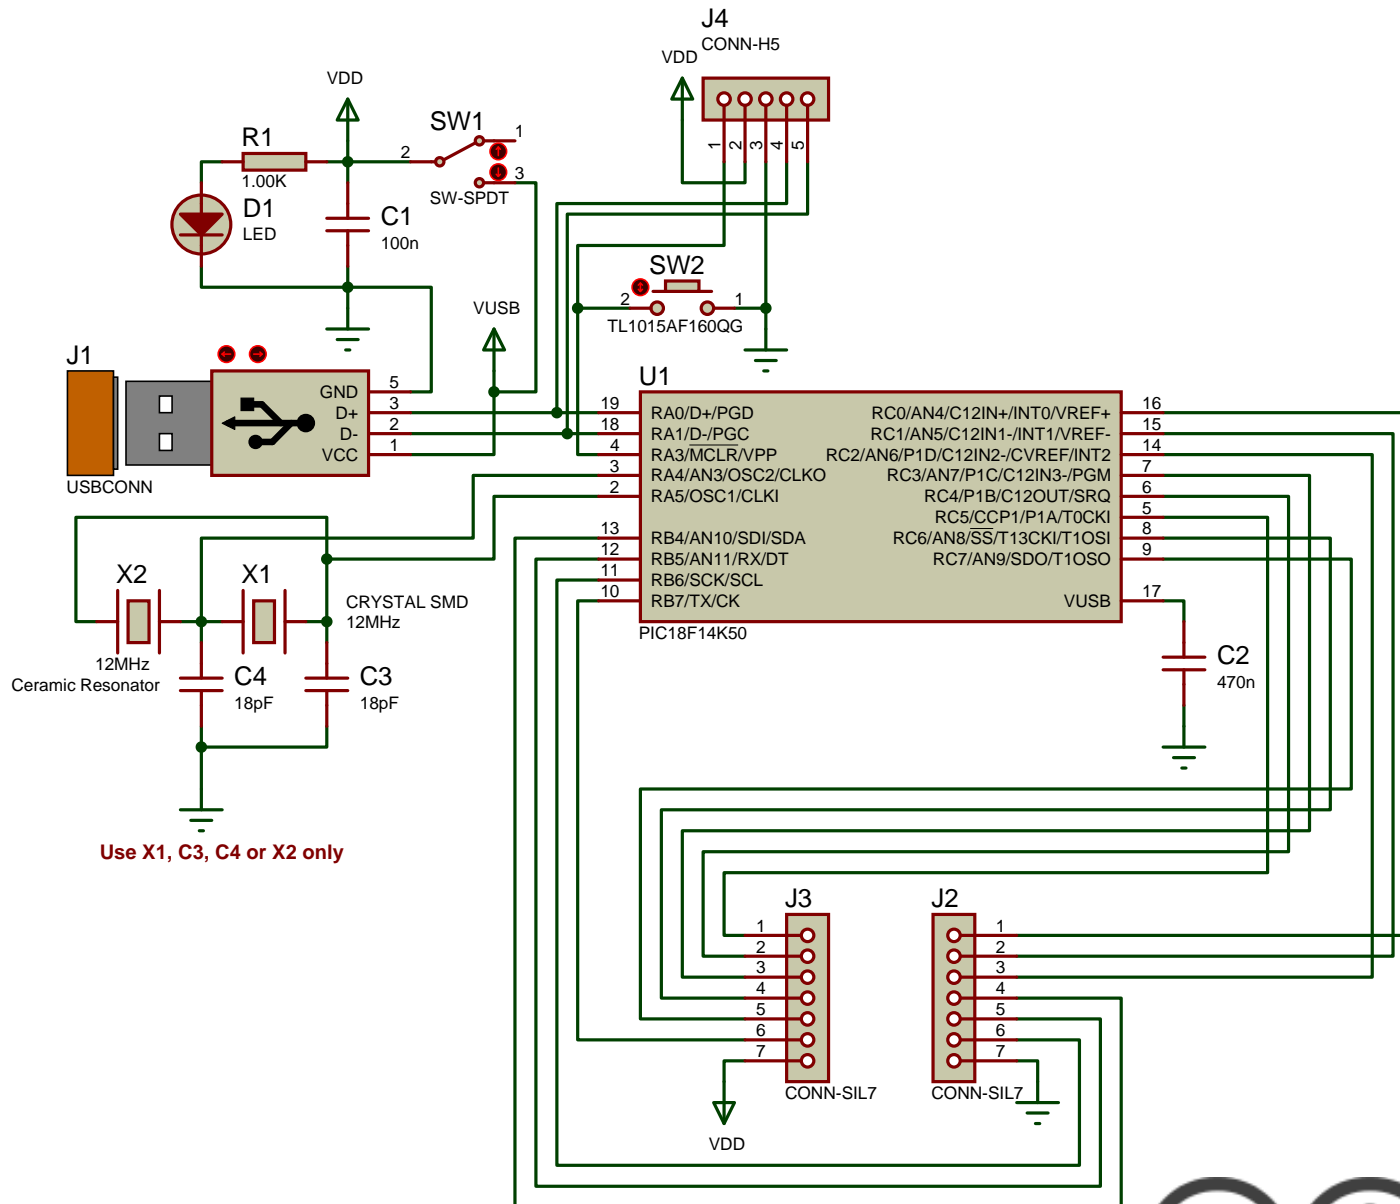 J4
CONN-H5
VDD
1
2
3
4
5
VDD
R1
1.00K
D1
LED
C1
100n
SW1
1
2
3
SW-SPDT
SW2
2
1
TL1015AF160QG
VUSB
J1
USBCONN
GND 5
D+ 3
D- 2
VCC 1
U1
19 RA0/D+/PGD
18 RA1/D-/PGC
4 RA3/MCLR/VPP
3 RA4/AN3/OSC2/CLKO
2 RA5/OSC1/CLKI
13 RB4/AN10/SDI/SDA
12 RB5/AN11/RX/DT
11 RB6/SCK/SCL
10 RB7/TX/CK
RC0/AN4/C12IN+/INT0/VREF+ 16
RC1/AN5/C12IN1-/INT1/VREF- 15
RC2/AN6/P1D/C12IN2-/CVREF/INT2 14
RC3/AN7/P1C/C12IN3-/PGM 7
RC4/P1B/C12OUT/SRQ 6
RC5/CCP1/P1A/T0CKI 5
RC6/AN8/SS/T13CKI/T1OSI 8
RC7/AN9/SDO/T1OSO 9
VUSB 17
PIC18F14K50
C2
470n
X2
12MHz
Ceramic Resonator
X1
CRYSTAL SMD
12MHz
C4
18pF
C3
18pF
Use X1, C3, C4 or X2 only
J3
1
2
3
4
5
6
7
CONN-SIL7
VDD
J2
1
2
3
4
5
6
7
CONN-SIL7